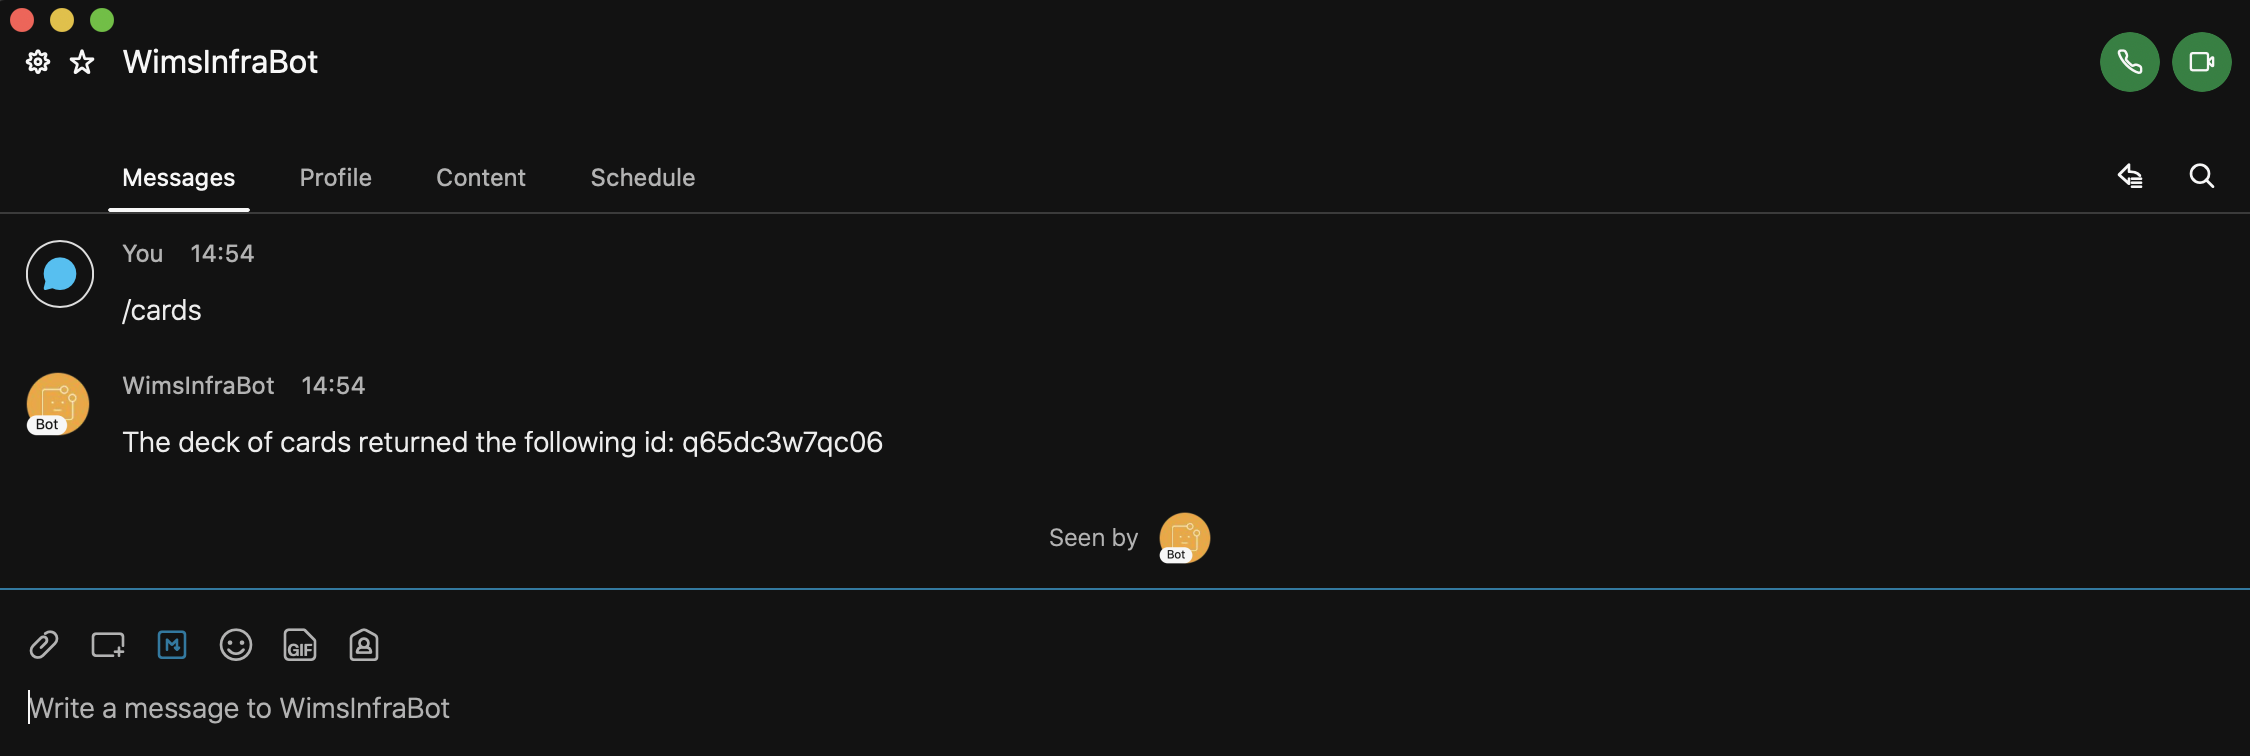 WimsInfraBot
Messages Profile Content Schedule
You 14:54
/cards
WimsInfraBot 14:54
Bot
The deck of cards returned the following id: q65dc3w7qc06
Seen by Bot
GIF
Write a message to WimsInfraBot